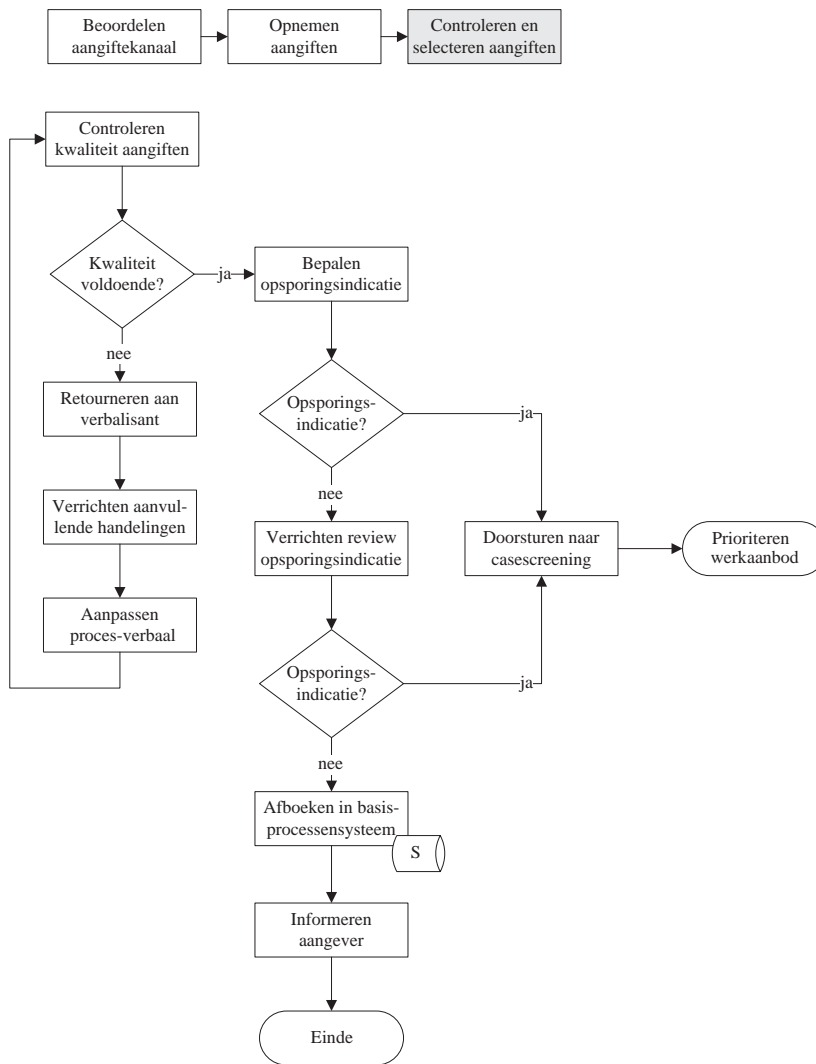 Beoordelen
aangiftekanaal
Opnemen
aangiften
Controleren en
selecteren aangiften
Controleren
kwaliteit aangiften
Kwaliteit
voldoende?
ja
Bepalen
opsporingsindicatie
nee
Retourneren aan
verbalisant
Opsporings-
indicatie?
ja
nee
Verrichten aanvul-
lende handelingen
Verrichten review
opsporingsindicatie
Doorsturen naar
casescreening
Prioriteren
werkaanbod
Aanpassen
proces-verbaal
Opsporings-
indicatie?
ja
nee
Afboeken in basis-
processensysteem
S
Informeren
aangever
Einde